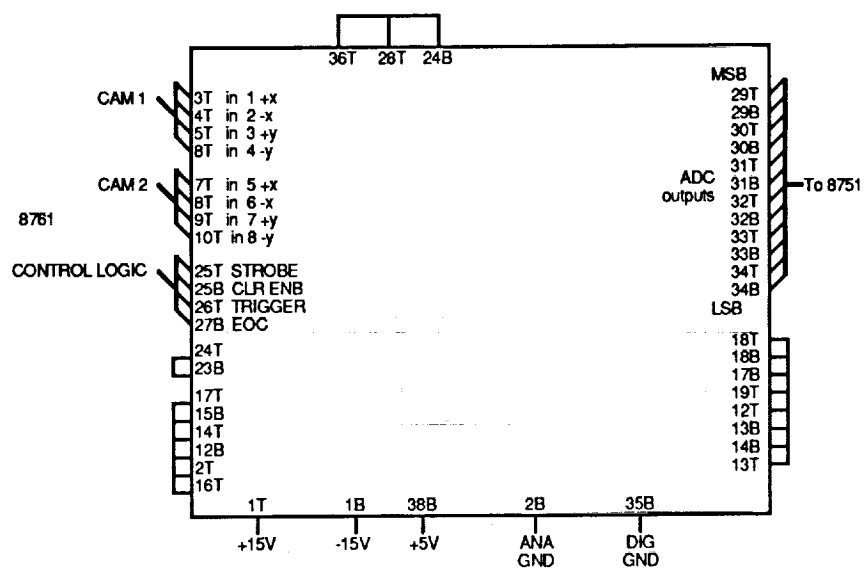 36T 28T 24B
MSB
CAM 1
3T in 1 +x
4T in 2 -x
5T in 3 +y
8T in 4 -y
CAM 2
7T in 5 +x
8T in 6 -x
9T in 7 +y
10T in 8 -y
8761
CONTROL LOGIC
25T STROBE
25B CLR ENB
26T TRIGGER
27B EOC
24T
23B
17T
15B
14T
12B
2T
16T
29T
29B
30T
30B
31T
31B
32T
32B
33T
33B
34T
34B
ADC
outputs
To 8751
LSB
18T
18B
17B
19T
12T
13B
14B
13T
1T 1B 38B 2B 35B
+15V -15V +5V ANA DIG
GND GND